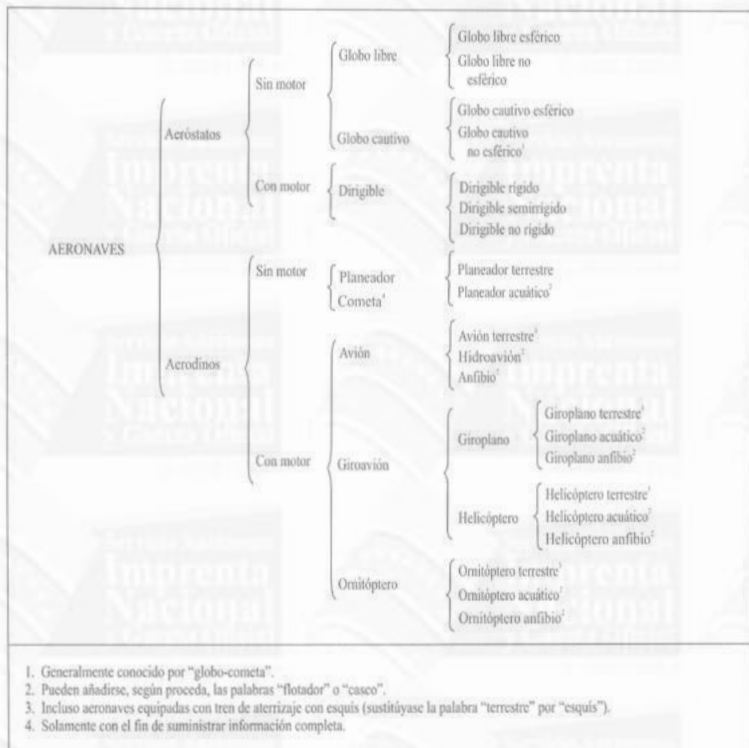 Globo libre esférico
Globo libre
Globo libre no
esférico
Sin motor
Globo cautivo esférico
Aeróstatos
Globo cautivo
Globo cautivo
no esférico¹
Con motor
Dirigible
Dirigible rígido
Dirigible semirrígido
Dirigible no rígido
AERONAVES
Sin motor
Planeador
Cometa⁴
Planeador terrestre
Planeador acuático²
Avión
Avión terrestre³
Hidroavión²
Anfibio²
Aerodinos
Giroplano
Giroplano terrestre³
Giroplano acuático²
Giroplano anfibio²
Con motor
Giroavión
Helicóptero
Helicóptero terrestre³
Helicóptero acuático²
Helicóptero anfibio²
Ornitóptero
Ornitóptero terrestre³
Ornitóptero acuático²
Ornitóptero anfibio²
1. Generalmente conocido por “globo-cometa”.
2. Pueden añadirse, según proceda, las palabras “flotador” o “casco”.
3. Incluso aeronaves equipadas con tren de aterrizaje con esquís (sustitúyase la palabra “terrestre” por “esquís”).
4. Solamente con el fin de suministrar información completa.
Imprenta
Nacional